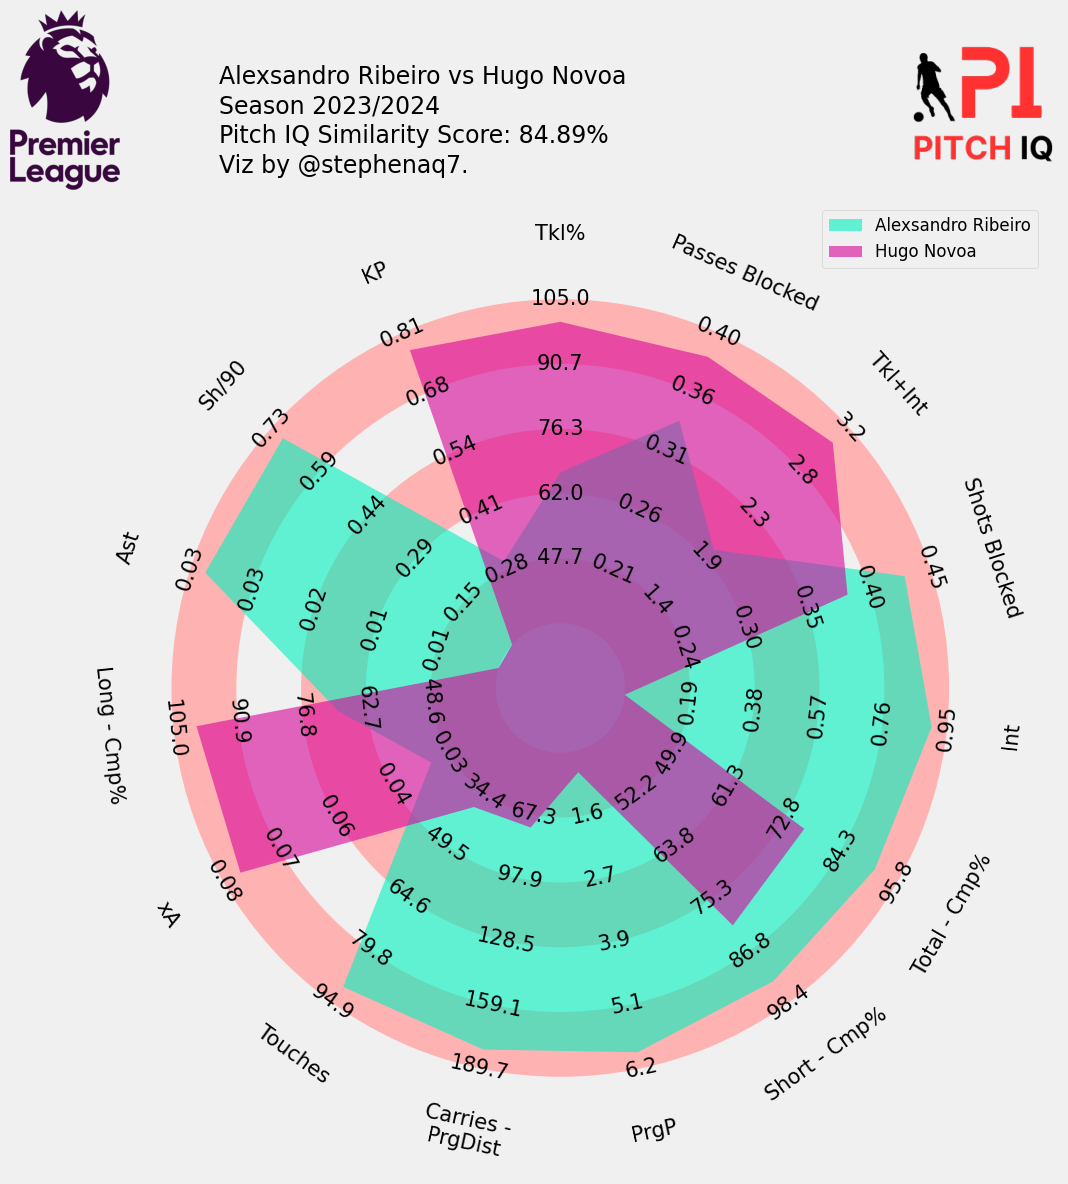 Premier
League
Alexsandro Ribeiro vs Hugo Novoa
Season 2023/2024
Pitch IQ Similarity Score: 84.89%
Viz by @stephenaq7.
PI
PITCH IQ
Alexsandro Ribeiro
Hugo Novoa
Tkl%
105.0
90.7
76.3
62.0
47.7
Passes Blocked
0.40
0.36
0.31
0.26
0.21
Tkl+Int
3.2
2.8
2.3
1.9
1.4
Shots Blocked
0.45
0.40
0.35
0.30
0.24
Int
0.95
0.76
0.57
0.38
0.19
Total - Cmp%
95.8
84.3
72.8
61.3
49.9
Short - Cmp%
98.4
86.8
75.3
63.8
52.2
PrgP
6.2
5.1
3.9
2.7
1.6
Carries -
PrgDist
189.7
159.1
128.5
97.9
67.3
Touches
94.9
79.8
64.6
49.5
34.4
xA
0.08
0.07
0.06
0.04
0.03
Long - Cmp%
105.0
90.9
76.8
62.7
48.6
Ast
0.03
0.03
0.02
0.01
0.01
Sh/90
0.73
0.59
0.44
0.29
0.15
KP
0.81
0.68
0.54
0.41
0.28